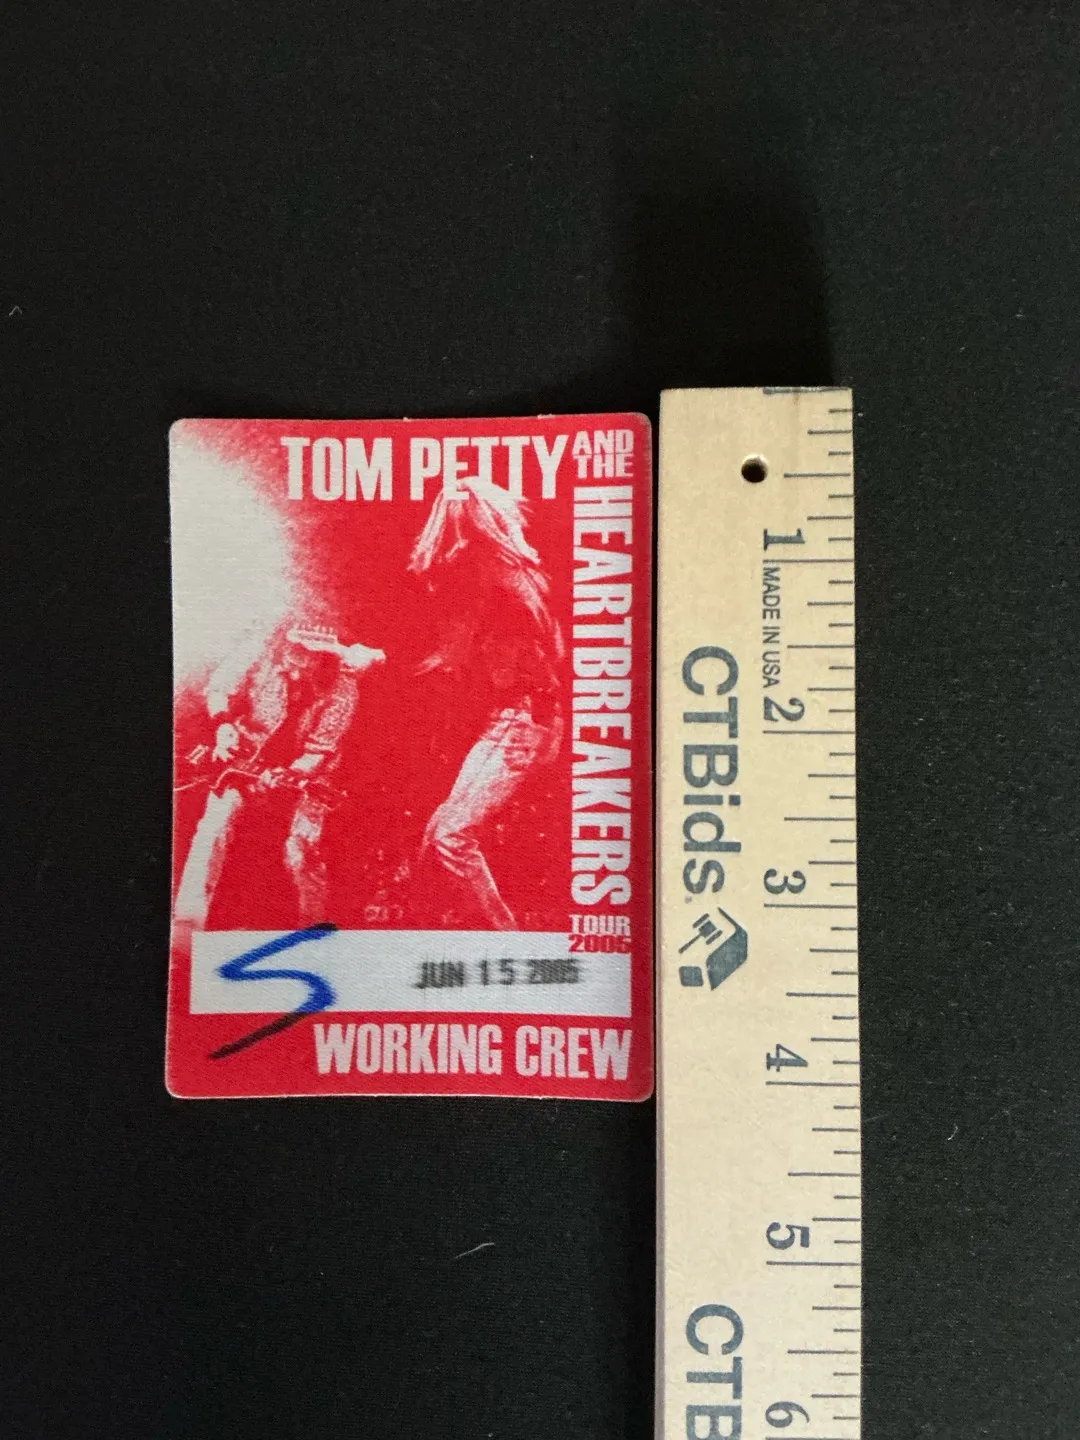 TOM PETTY
AND
THE
HEARTBREAKERS
TOUR
2005
S
JUN 15 2005
WORKING CREW
1
MADE IN USA
2
3
4
5
6
CTBids
CTB